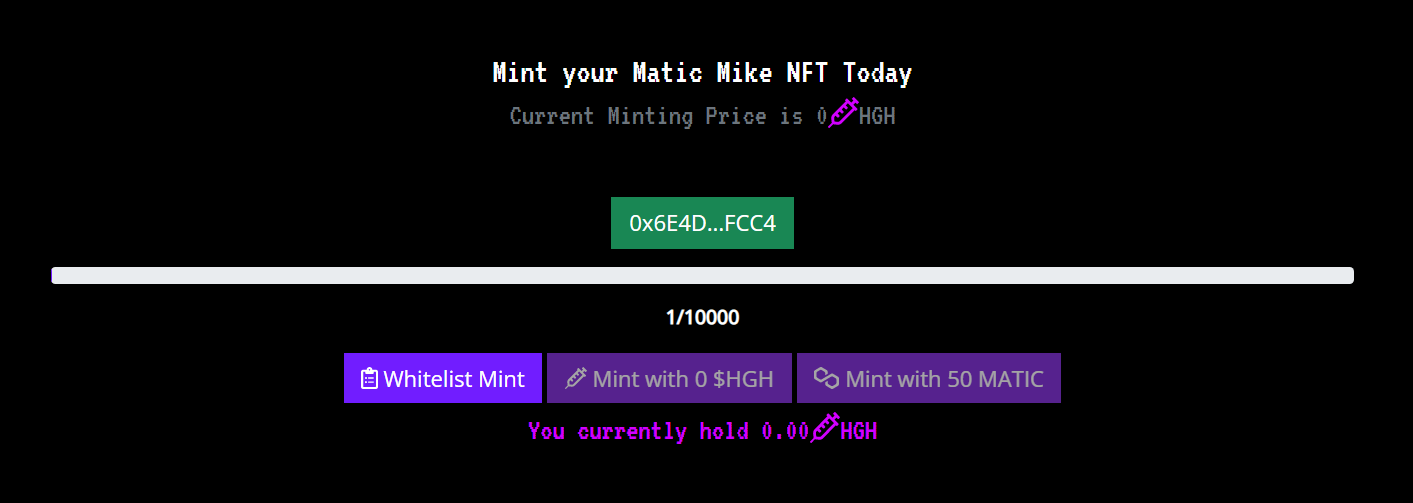 Mint your Matic Mike NFT Today
Current Minting Price is 0 HGH
0x6E4D...FCC4
1/10000
Whitelist Mint
Mint with 0 $HGH
Mint with 50 MATIC
You currently hold 0.00 HGH